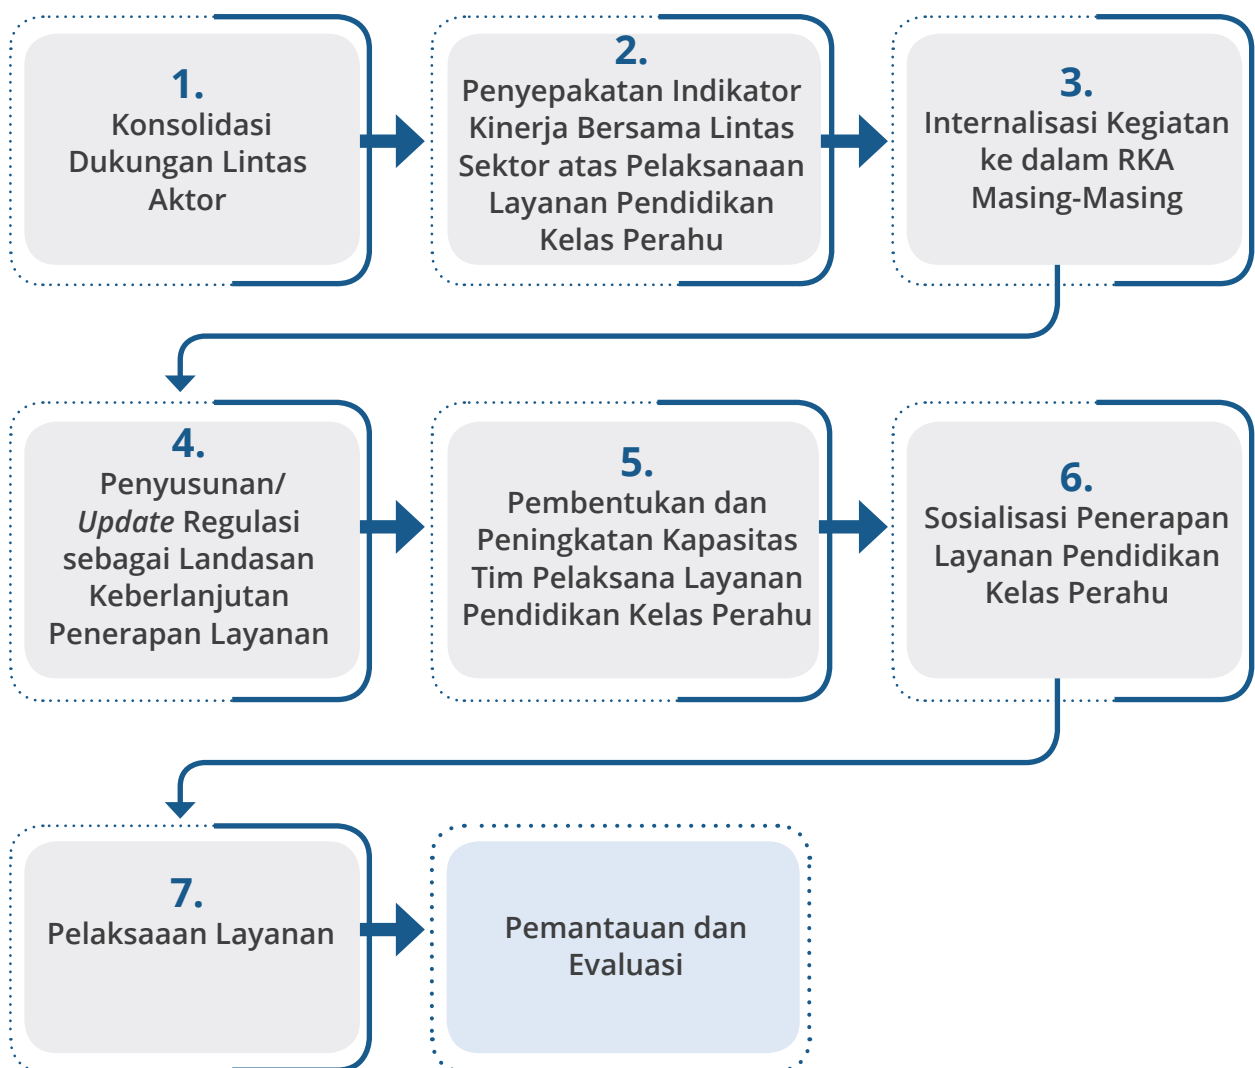 1.
Konsolidasi
Dukungan Lintas
Aktor
2.
Penyepakatan Indikator
Kinerja Bersama Lintas
Sektor atas Pelaksanaan
Layanan Pendidikan
Kelas Perahu
3.
Internalisasi Kegiatan
ke dalam RKA
Masing-Masing
4.
Penyusunan/
Update Regulasi
sebagai Landasan
Keberlanjutan
Penerapan Layanan
5.
Pembentukan dan
Peningkatan Kapasitas
Tim Pelaksana Layanan
Pendidikan Kelas Perahu
6.
Sosialisasi Penerapan
Layanan Pendidikan
Kelas Perahu
7.
Pelaksaaan Layanan
Pemantauan dan
Evaluasi